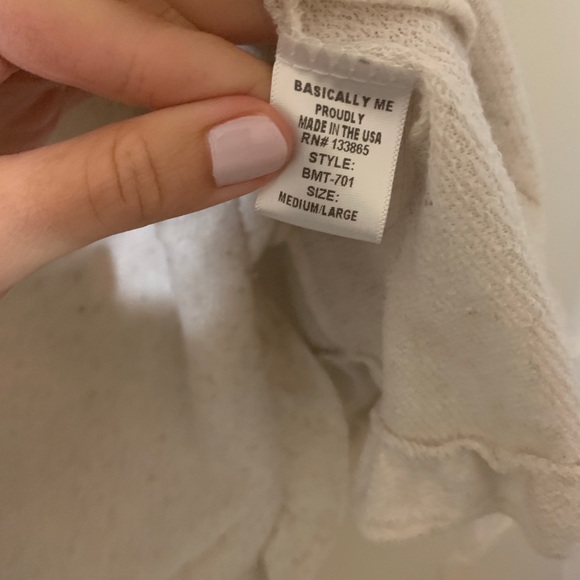 BASICALLY ME
PROUDLY
MADE IN THE USA
RN# 133865
STYLE:
BMT-701
SIZE:
MEDIUM/LARGE